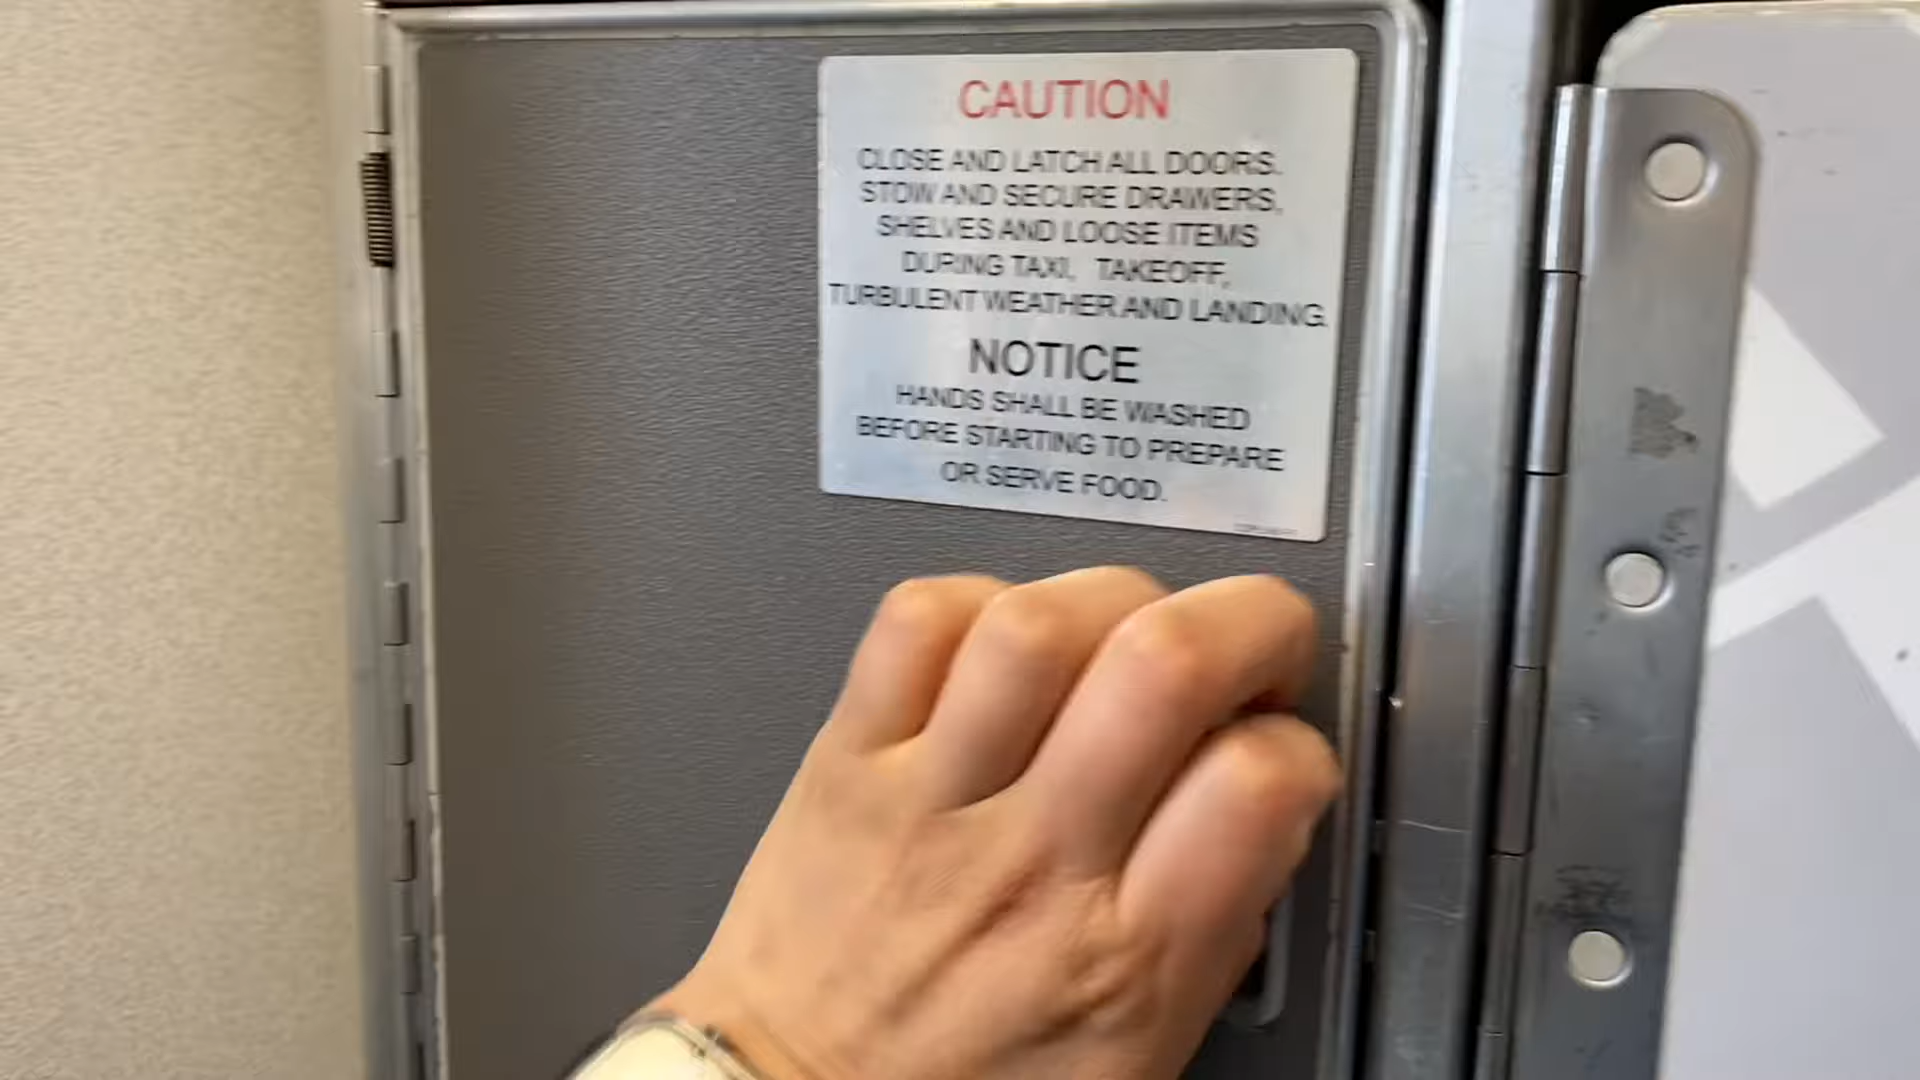 CAUTION
CLOSE AND LATCH ALL DOORS.
STOW AND SECURE DRAWERS,
SHELVES AND LOOSE ITEMS
DURING TAXI, TAKEOFF,
TURBULENT WEATHER AND LANDING.
NOTICE
HANDS SHALL BE WASHED
BEFORE STARTING TO PREPARE
OR SERVE FOOD.